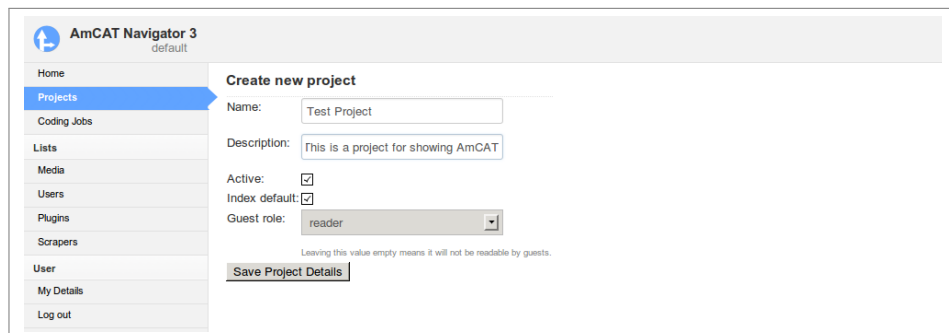 AmCAT Navigator 3
default
Home
Projects
Coding Jobs
Lists
Media
Users
Plugins
Scrapers
User
My Details
Log out
Create new project
Name: Test Project
Description: This is a project for showing AmCAT
Active:
Index default:
Guest role: reader
Leaving this value empty means it will not be readable by guests.
Save Project Details